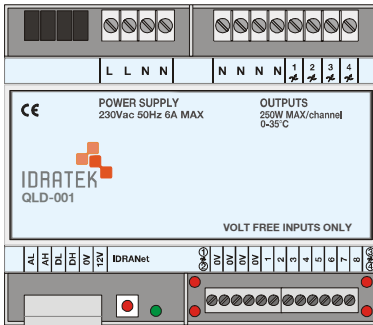 L L N N N N N N 1 2 3 4
CE
POWER SUPPLY
230Vac 50Hz 6A MAX
OUTPUTS
250W MAX/channel
0-35°C
IDRATEK
QLD-001
VOLT FREE INPUTS ONLY
AL AH DL DH 0V 12V IDRANet 0V 0V 0V 0V 1 2 3 4 5 6 7 8